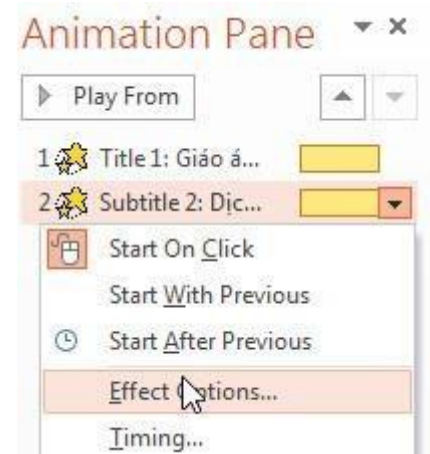 Animation Pane
Play From
1 Title 1: Giáo á...
2 Subtitle 2: Dịc...
Start On Click
Start With Previous
Start After Previous
Effect Options...
Timing...